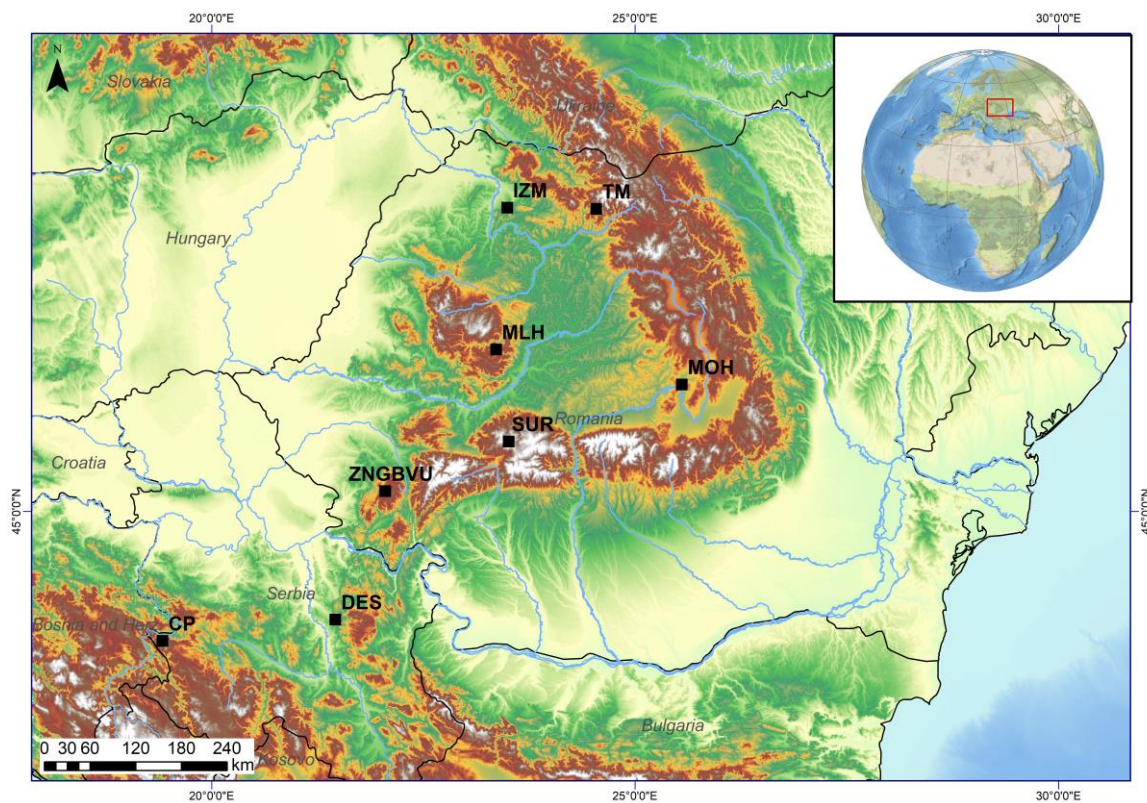 20°0'0"E 25°0'0"E 30°0'0"E
N
Slovakia
Ukraine
IZM TM
Hungary
MLH
MOH
Romania
SUR
Croatia
ZNGBVU
45°0'0"N 45°0'0"N
Serbia
DES
Bosnia and Herz.
CP
Bulgaria
Kosovo
0 30 60 120 180 240
km
20°0'0"E 25°0'0"E 30°0'0"E